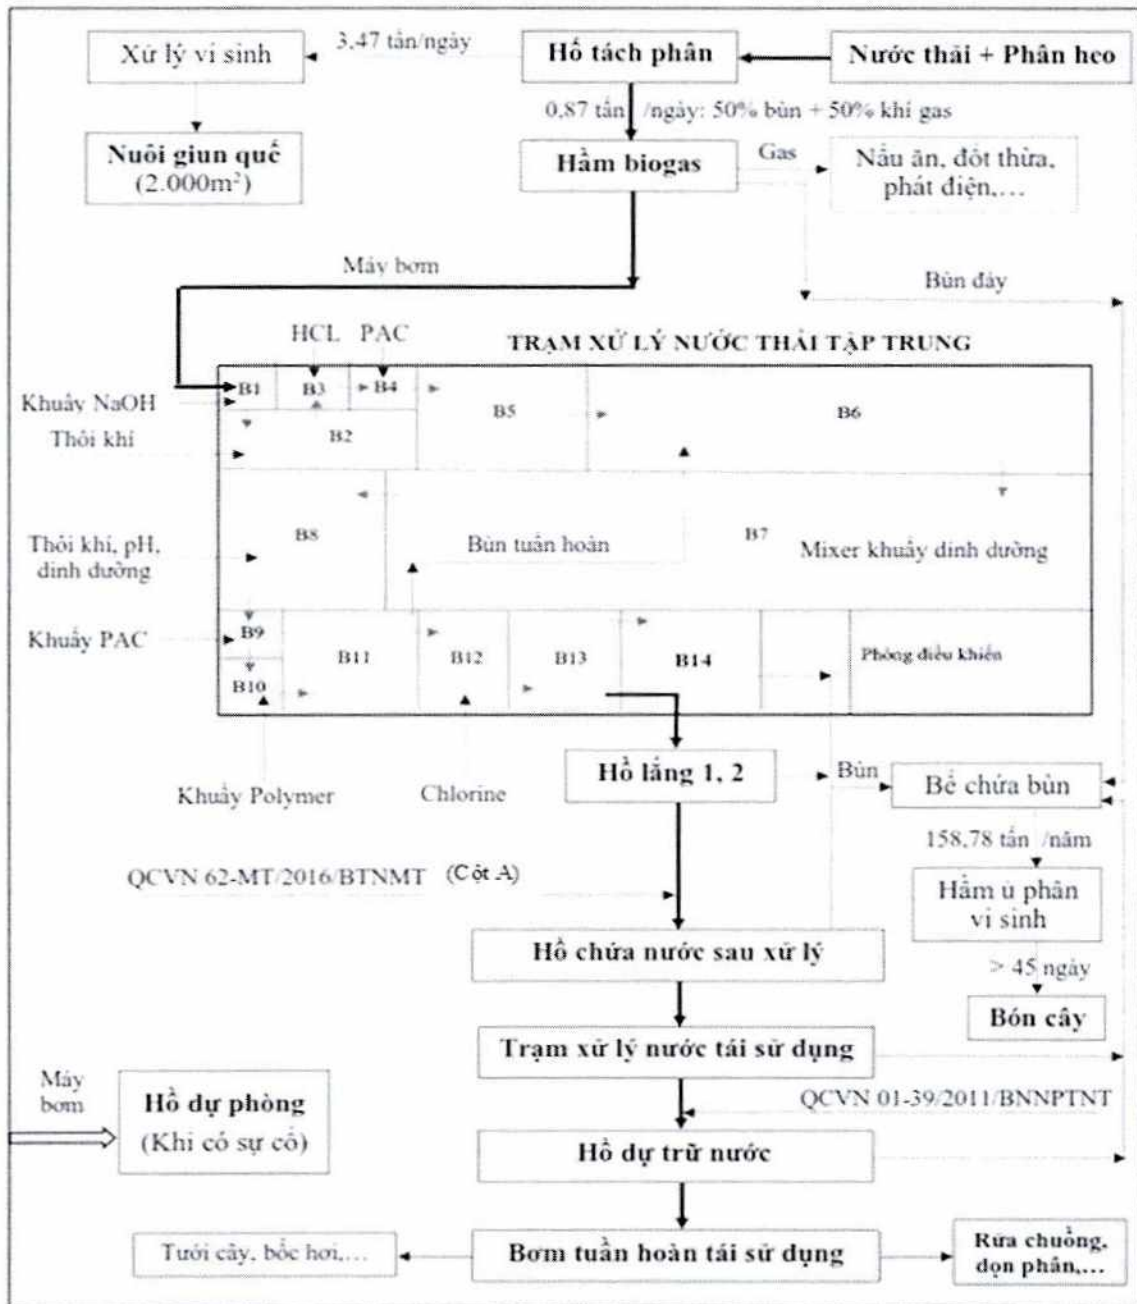 Xử lý vi sinh
3,47 tấn/ngày
Hố tách phân
Nước thải + Phân heo
0,87 tấn /ngày: 50% bùn + 50% khí gas
Nuôi giun quế
(2.000m²)
Hầm biogas
Gas
Nấu ăn, đốt thừa,
phát điện,…
Máy bơm
Bùn đáy
HCL
PAC
TRẠM XỬ LÝ NƯỚC THẢI TẬP TRUNG
B1
B3
B4
B5
B6
Khuấy NaOH
Thổi khí
B2
B8
B7
Thổi khí, pH,
dinh dưỡng
Bùn tuần hoàn
Mixer khuấy dinh dưỡng
Khuấy PAC
B9
B10
B11
B12
B13
B14
Phòng điều khiển
Khuấy Polymer
Chlorine
Hồ lắng 1, 2
Bùn
Bể chứa bùn
158,78 tấn /năm
QCVN 62-MT/2016/BTNMT (Cột A)
Hầm ủ phân
vi sinh
Hồ chứa nước sau xử lý
> 45 ngày
Bón cây
Trạm xử lý nước tái sử dụng
QCVN 01-39/2011/BNNPTNT
Máy
bơm
Hồ dự phòng
(Khi có sự cố)
Hồ dự trữ nước
Tưới cây, bốc hơi,…
Bơm tuần hoàn tái sử dụng
Rửa chuồng,
dọn phân,…